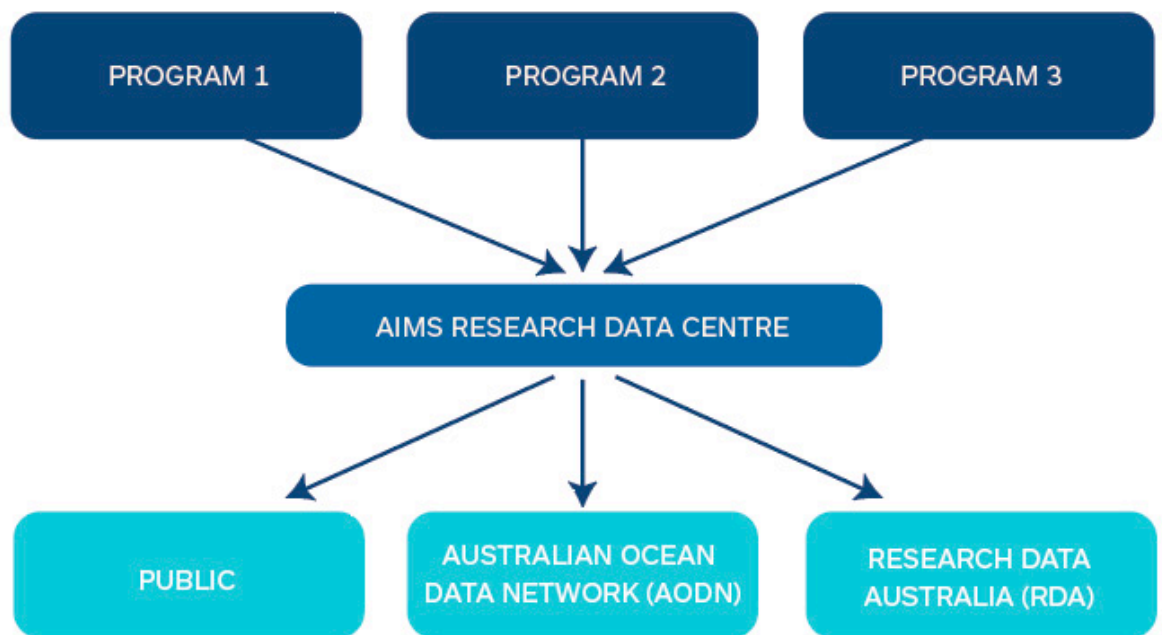 PROGRAM 1
PROGRAM 2
PROGRAM 3
AIMS RESEARCH DATA CENTRE
PUBLIC
AUSTRALIAN OCEAN
DATA NETWORK (AODN)
RESEARCH DATA
AUSTRALIA (RDA)